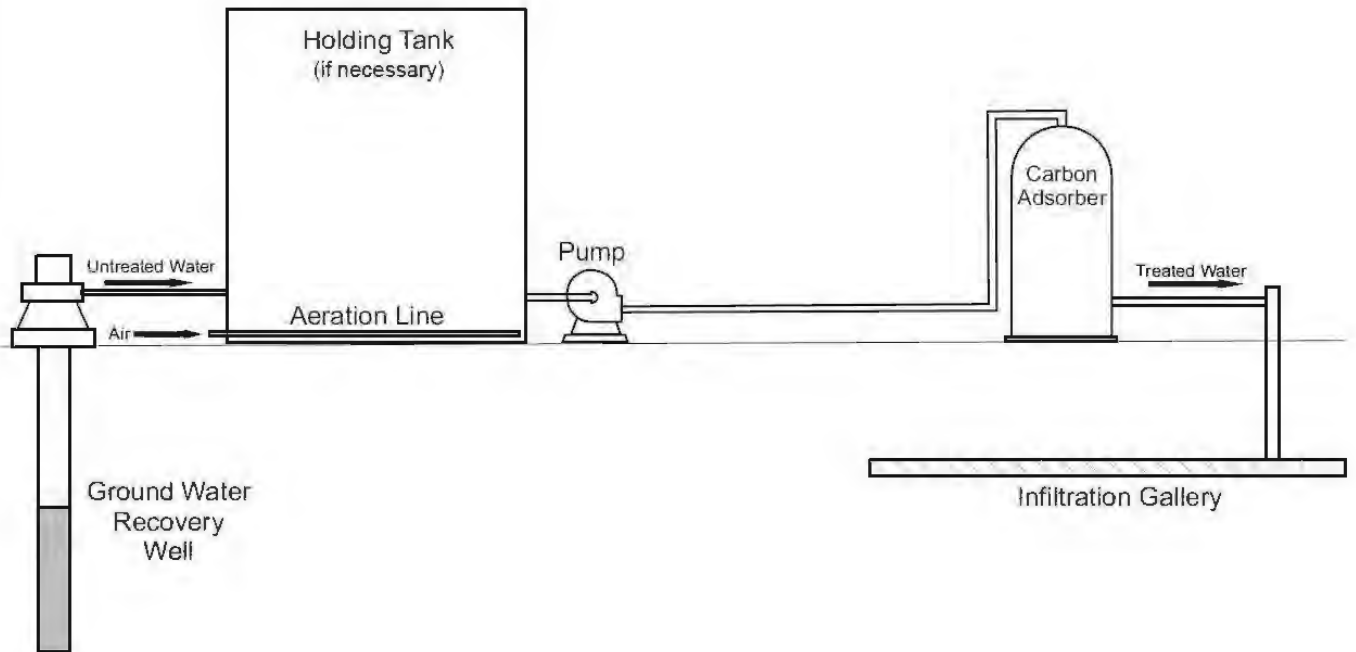 Holding Tank
(if necessary)
Carbon
Adsorber
Pump
Untreated Water
Treated Water
Aeration Line
Air
Ground Water
Recovery
Well
Infiltration Gallery